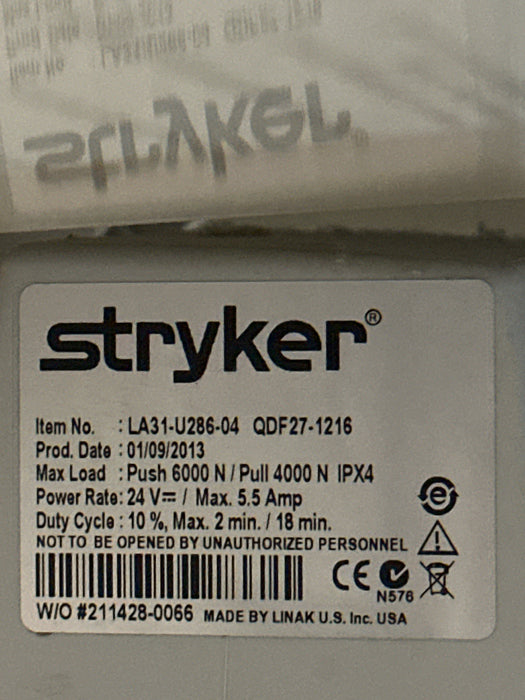 stryker®
Item No. : LA31-U286-04 QDF27-1216
Prod. Date : 01/09/2013
Max Load : Push 6000 N / Pull 4000 N IPX4
Power Rate: 24 V⎓ / Max. 5.5 Amp
Duty Cycle : 10 %, Max. 2 min. / 18 min.
NOT TO BE OPENED BY UNAUTHORIZED PERSONNEL
CE
N576
W/O #211428-0066 MADE BY LINAK U.S. Inc. USA